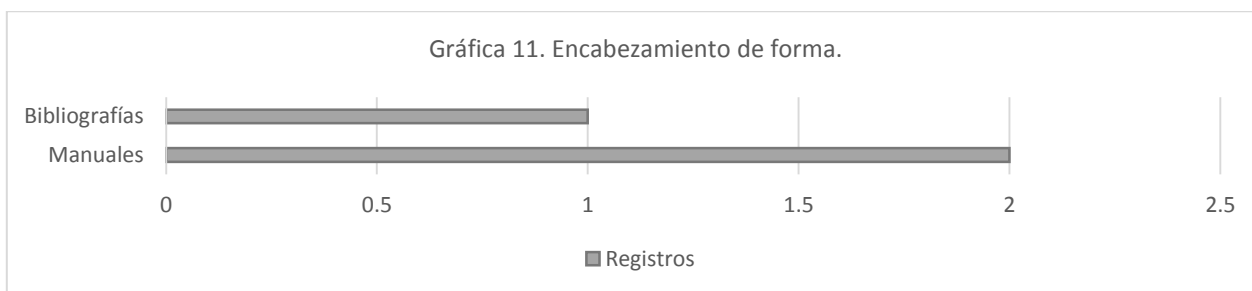 Gráfica 11. Encabezamiento de forma.
Bibliografías
Manuales
0 0.5 1 1.5 2 2.5
Registros